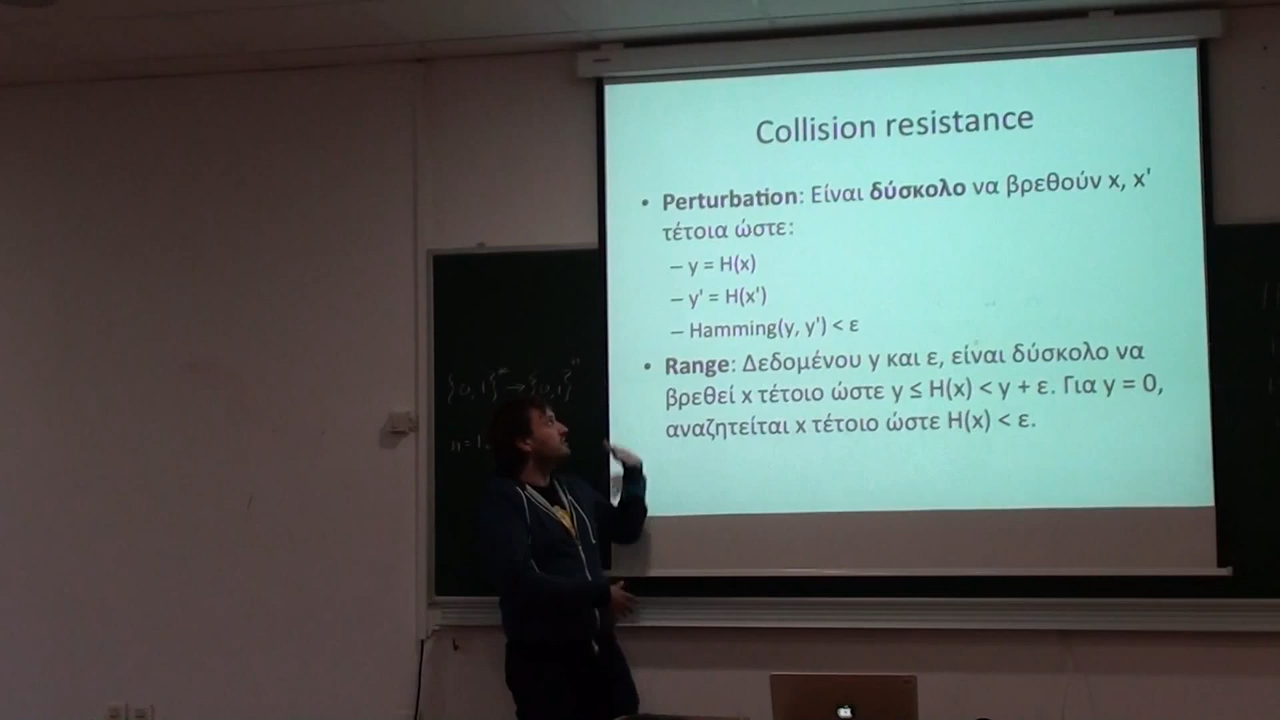 Collision resistance
• Perturbation: Είναι δύσκολο να βρεθούν x, x'
τέτοια ώστε:
– y = H(x)
– y' = H(x')
– Hamming(y, y') < ε
• Range: Δεδομένου y και ε, είναι δύσκολο να
βρεθεί x τέτοιο ώστε y ≤ H(x) < y + ε. Για y = 0,
αναζητείται x τέτοιο ώστε H(x) < ε.